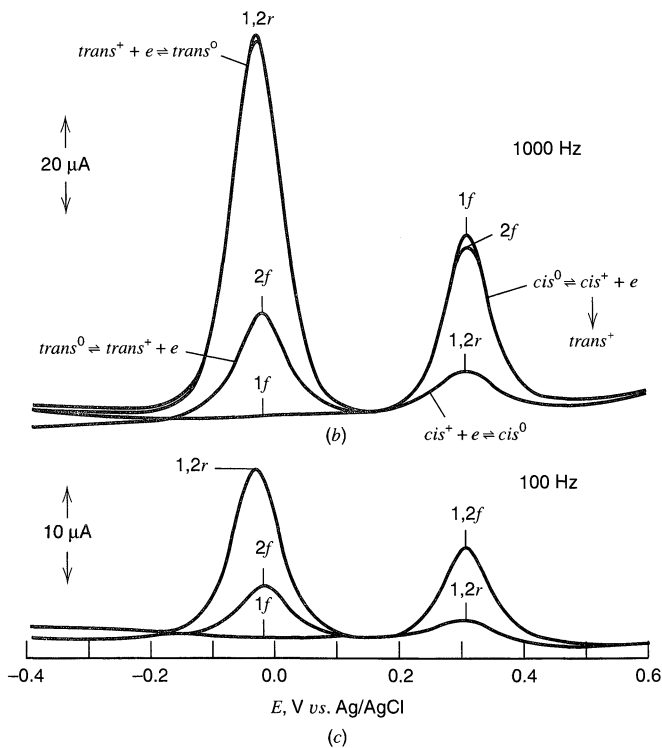 1,2r
trans⁺ + e ⇌ trans⁰
20 µA
1000 Hz
1f
2f
cis⁰ ⇌ cis⁺ + e
trans⁺
2f
trans⁰ ⇌ trans⁺ + e
1,2r
1f
cis⁺ + e ⇌ cis⁰
(b)
1,2r
100 Hz
10 µA
1,2f
2f
1,2r
1f
–0.4 –0.2 0.0 0.2 0.4 0.6
E, V vs. Ag/AgCl
(c)